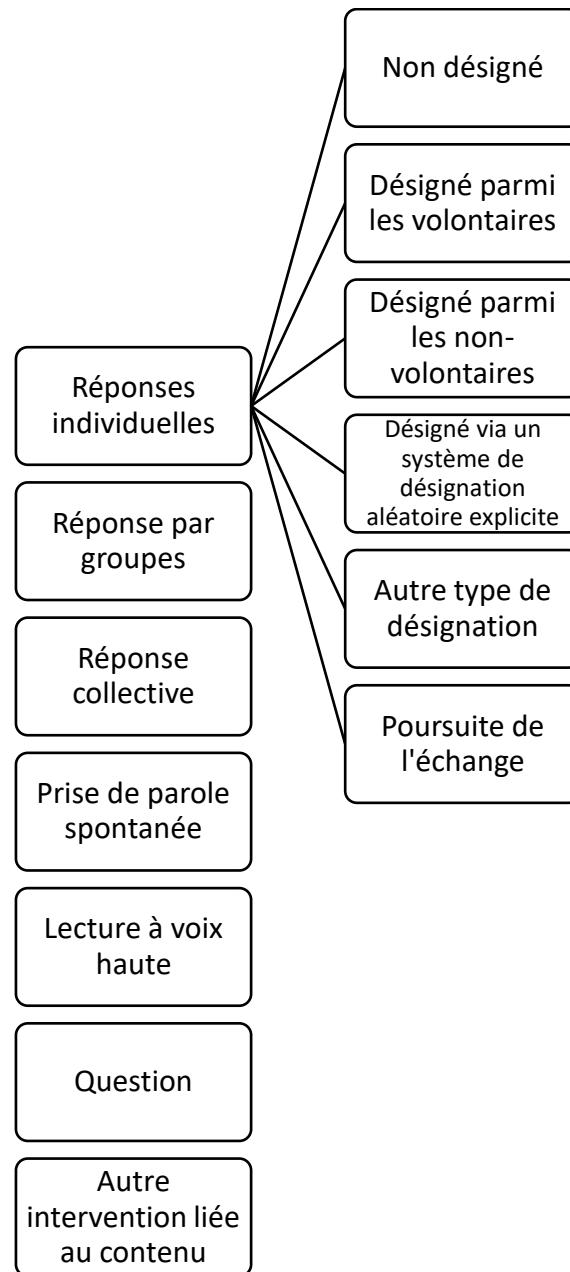 Non désigné
Désigné parmi
les volontaires
Désigné parmi
les non-
volontaires
Réponses
individuelles
Désigné via un
système de
désignation
aléatoire explicite
Réponse par
groupes
Autre type de
désignation
Réponse
collective
Poursuite de
l'échange
Prise de parole
spontanée
Lecture à voix
haute
Question
Autre
intervention liée
au contenu